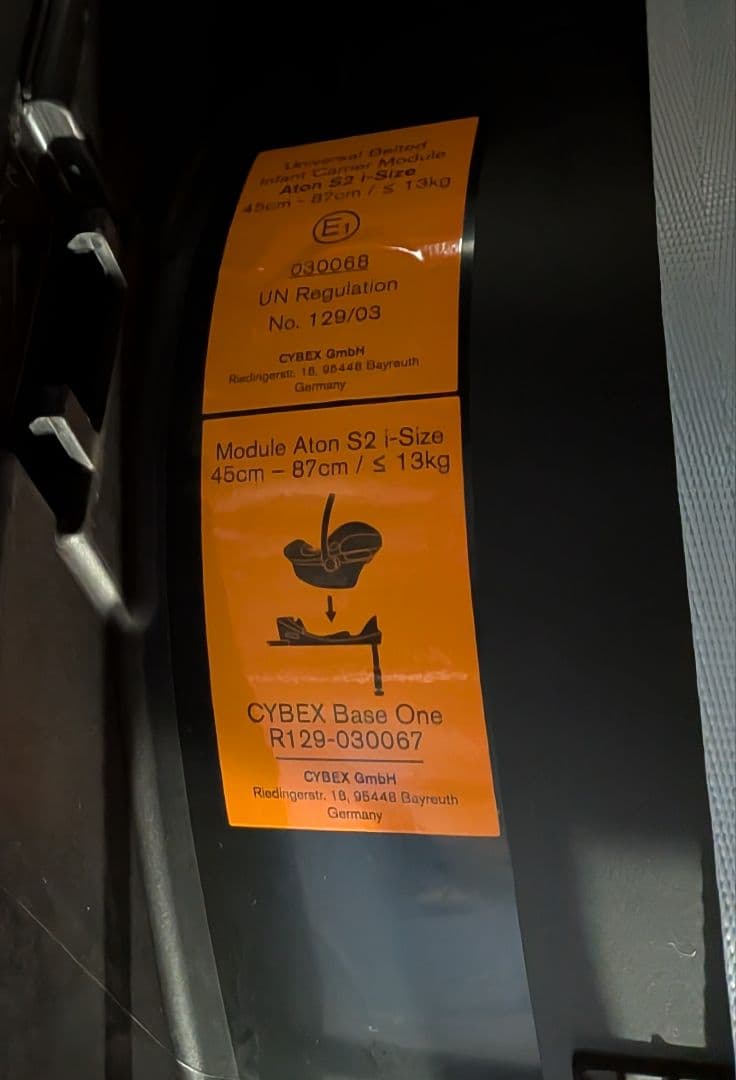 Universal Belted
Infant Carrier Module
Aton S2 i-Size
45cm - 87cm / ≤ 13kg
E1
030068
UN Regulation
No. 129/03
CYBEX GmbH
Riedingerstr. 18, 95448 Bayreuth
Germany
Module Aton S2 i-Size
45cm – 87cm / ≤ 13kg
CYBEX Base One
R129-030067
CYBEX GmbH
Riedingerstr. 18, 95448 Bayreuth
Germany